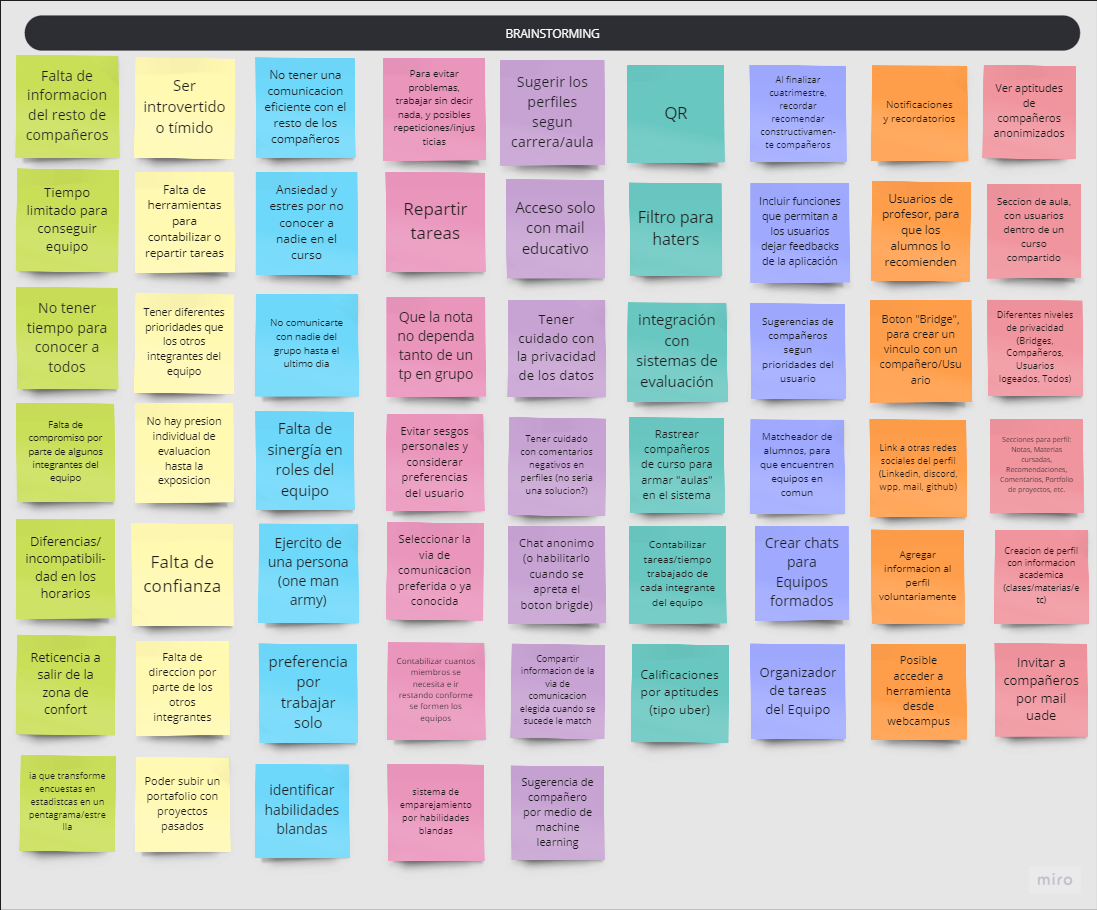 BRAINSTORMING
Falta de
informacion
del resto de
compañeros
Ser
introvertido
o tímido
No tener una
comunicacion
eficiente con el
resto de los
compañeros
Para evitar
problemas,
trabajar sin decir
nada, y posibles
repeticiones/injus
ticias
Sugerir los
perfiles
segun
carrera/aula
QR
Al finalizar
cuatrimestre,
recordar
recomendar
constructivamen-
te compañeros
Notificaciones
y recordatorios
Ver aptitudes
de
compañeros
anonimizados
Tiempo
limitado para
conseguir
equipo
Falta de
herramientas
para
contabilizar o
repartir tareas
Ansiedad y
estres por no
conocer a
nadie en el
curso
Repartir
tareas
Acceso solo
con mail
educativo
Filtro para
haters
Incluir funciones
que permitan a
los usuarios
dejar feedbacks
de la aplicación
Usuarios de
profesor, para
que los
alumnos lo
recomienden
Seccion de aula,
con usuarios
dentro de un
curso
compartido
No tener
tiempo para
conocer a
todos
Tener diferentes
prioridades que
los otros
integrantes del
equipo
No comunicarte
con nadie del
grupo hasta el
ultimo dia
Que la nota
no dependa
tanto de un
tp en grupo
Tener
cuidado con
la privacidad
de los datos
integración
con
sistemas de
evaluación
Sugerencias de
compañeros
segun
prioridades del
usuario
Boton "Bridge",
para crear un
vinculo con un
compañero/Usu
ario
Diferentes niveles
de privacidad
(Bridges,
Compañeros,
Usuarios
logeados, Todos)
Falta de
compromiso por
parte de algunos
integrantes del
equipo
No hay presion
individual de
evaluacion
hasta la
exposicion
Falta de
sinergía en
roles del
equipo
Evitar sesgos
personales y
considerar
preferencias
del usuario
Tener cuidado
con comentarios
negativos en
perfiles (no seria
una solucion?)
Rastrear
compañeros
de curso para
armar "aulas"
en el sistema
Matcheador de
alumnos, para
que encuentren
equipos en
comun
Link a otras redes
sociales del perfil
(Linkedin, discord,
wpp, mail, github)
Secciones para perfil:
Notas, Materias
cursadas,
Recomendaciones,
Comentarios, Portfolio
de proyectos, etc.
Diferencias/
incompatibili-
dad en los
horarios
Falta de
confianza
Ejercito de
una persona
(one man
army)
Seleccionar la
via de
comunicacion
preferida o ya
conocida
Chat anonimo
(o habilitarlo
cuando se
apreta el
boton brigde)
Contabilizar
tareas/tiempo
trabajado de
cada integrante
del equipo
Crear chats
para
Equipos
formados
Agregar
informacion al
perfil
voluntariamente
Creacion de perfil
con informacion
academica
(clases/materias/e
tc)
Reticencia a
salir de la
zona de
confort
Falta de
direccion por
parte de los
otros
integrantes
preferencia
por
trabajar
solo
Contabilizar cuantos
miembros se
necesita e ir
restando conforme
se formen los
equipos
Compartir
informacion de la
via de
comunicacion
elegida cuando se
sucede le match
Calificaciones
por aptitudes
(tipo uber)
Organizador
de tareas
del Equipo
Posible
acceder a
herramienta
desde
webcampus
Invitar a
compañeros
por mail
uade
ia que transforme
encuestas en
estadistcas en un
pentagrama/estre
lla
Poder subir un
portafolio con
proyectos
pasados
identificar
habilidades
blandas
sistema de
emparejamiento
por habilidades
blandas
Sugerencia de
compañero
por medio de
machine
learning
miro